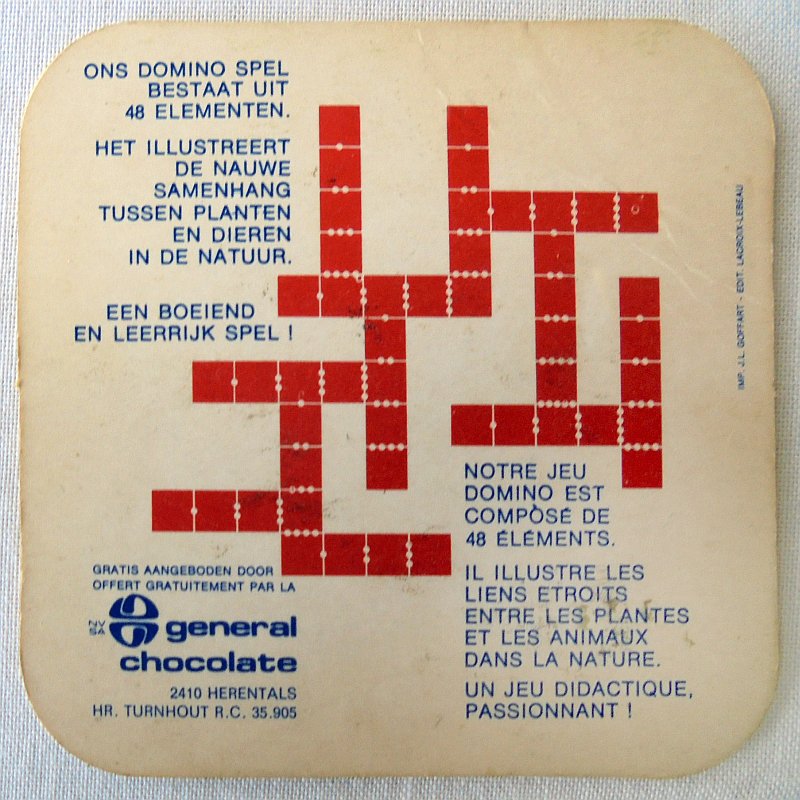 ONS DOMINO SPEL
BESTAAT UIT
48 ELEMENTEN.
HET ILLUSTREERT
DE NAUWE
SAMENHANG
TUSSEN PLANTEN
EN DIEREN
IN DE NATUUR.
EEN BOEIEND
EN LEERRIJK SPEL !
IMP. J.L. GOFFART - EDIT. LACROIX-LEBEAU
NOTRE JEU
DOMINO EST
COMPOSÉ DE
48 ÉLÉMENTS.
IL ILLUSTRE LES
LIENS ETROITS
ENTRE LES PLANTES
ET LES ANIMAUX
DANS LA NATURE.
UN JEU DIDACTIQUE,
PASSIONNANT !
GRATIS AANGEBODEN DOOR
OFFERT GRATUITEMENT PAR LA
NV
SA
general
chocolate
2410 HERENTALS
HR. TURNHOUT R.C. 35.905